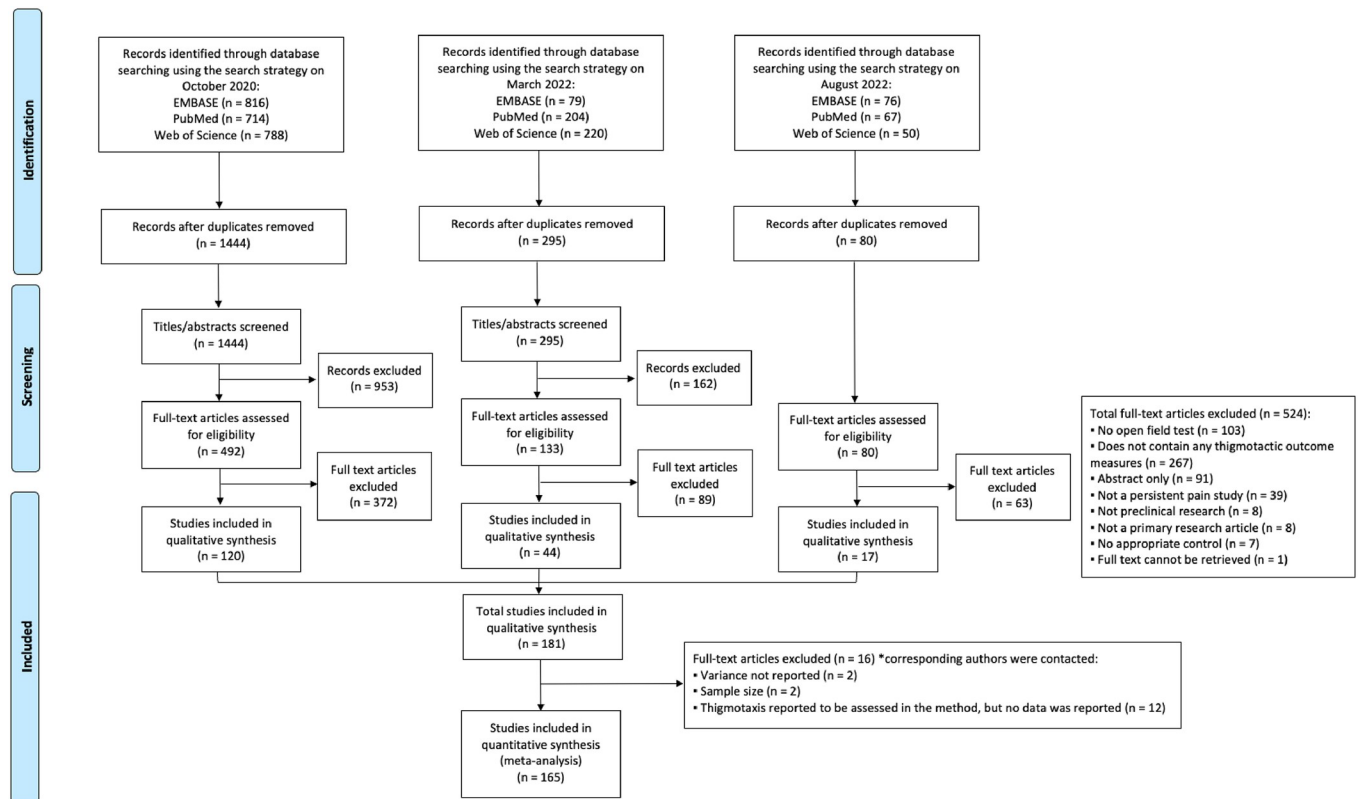 Identification
Records identified through database
searching using the search strategy on
October 2020:
EMBASE (n = 816)
PubMed (n = 714)
Web of Science (n = 788)
Records identified through database
searching using the search strategy on
March 2022:
EMBASE (n = 79)
PubMed (n = 204)
Web of Science (n = 220)
Records identified through database
searching using the search strategy on
August 2022:
EMBASE (n = 76)
PubMed (n = 67)
Web of Science (n = 50)
Records after duplicates removed
(n = 1444)
Records after duplicates removed
(n = 295)
Records after duplicates removed
(n = 80)
Screening
Titles/abstracts screened
(n = 1444)
Titles/abstracts screened
(n = 295)
Records excluded
(n = 953)
Records excluded
(n = 162)
Full-text articles assessed
for eligibility
(n = 492)
Full-text articles assessed
for eligibility
(n = 133)
Full-text articles assessed
for eligibility
(n = 80)
Full text articles
excluded
(n = 372)
Full text articles
excluded
(n = 89)
Full text articles
excluded
(n = 63)
Total full-text articles excluded (n = 524):
▪ No open field test (n = 103)
▪ Does not contain any thigmotactic outcome
measures (n = 267)
▪ Abstract only (n = 91)
▪ Not a persistent pain study (n = 39)
▪ Not preclinical research (n = 8)
▪ Not a primary research article (n = 8)
▪ No appropriate control (n = 7)
▪ Full text cannot be retrieved (n = 1)
Included
Studies included in
qualitative synthesis
(n = 120)
Studies included in
qualitative synthesis
(n = 44)
Studies included in
qualitative synthesis
(n = 17)
Total studies included in
qualitative synthesis
(n = 181)
Full-text articles excluded (n = 16) *corresponding authors were contacted:
▪ Variance not reported (n = 2)
▪ Sample size (n = 2)
▪ Thigmotaxis reported to be assessed in the method, but no data was reported (n = 12)
Studies included in
quantitative synthesis
(meta-analysis)
(n = 165)